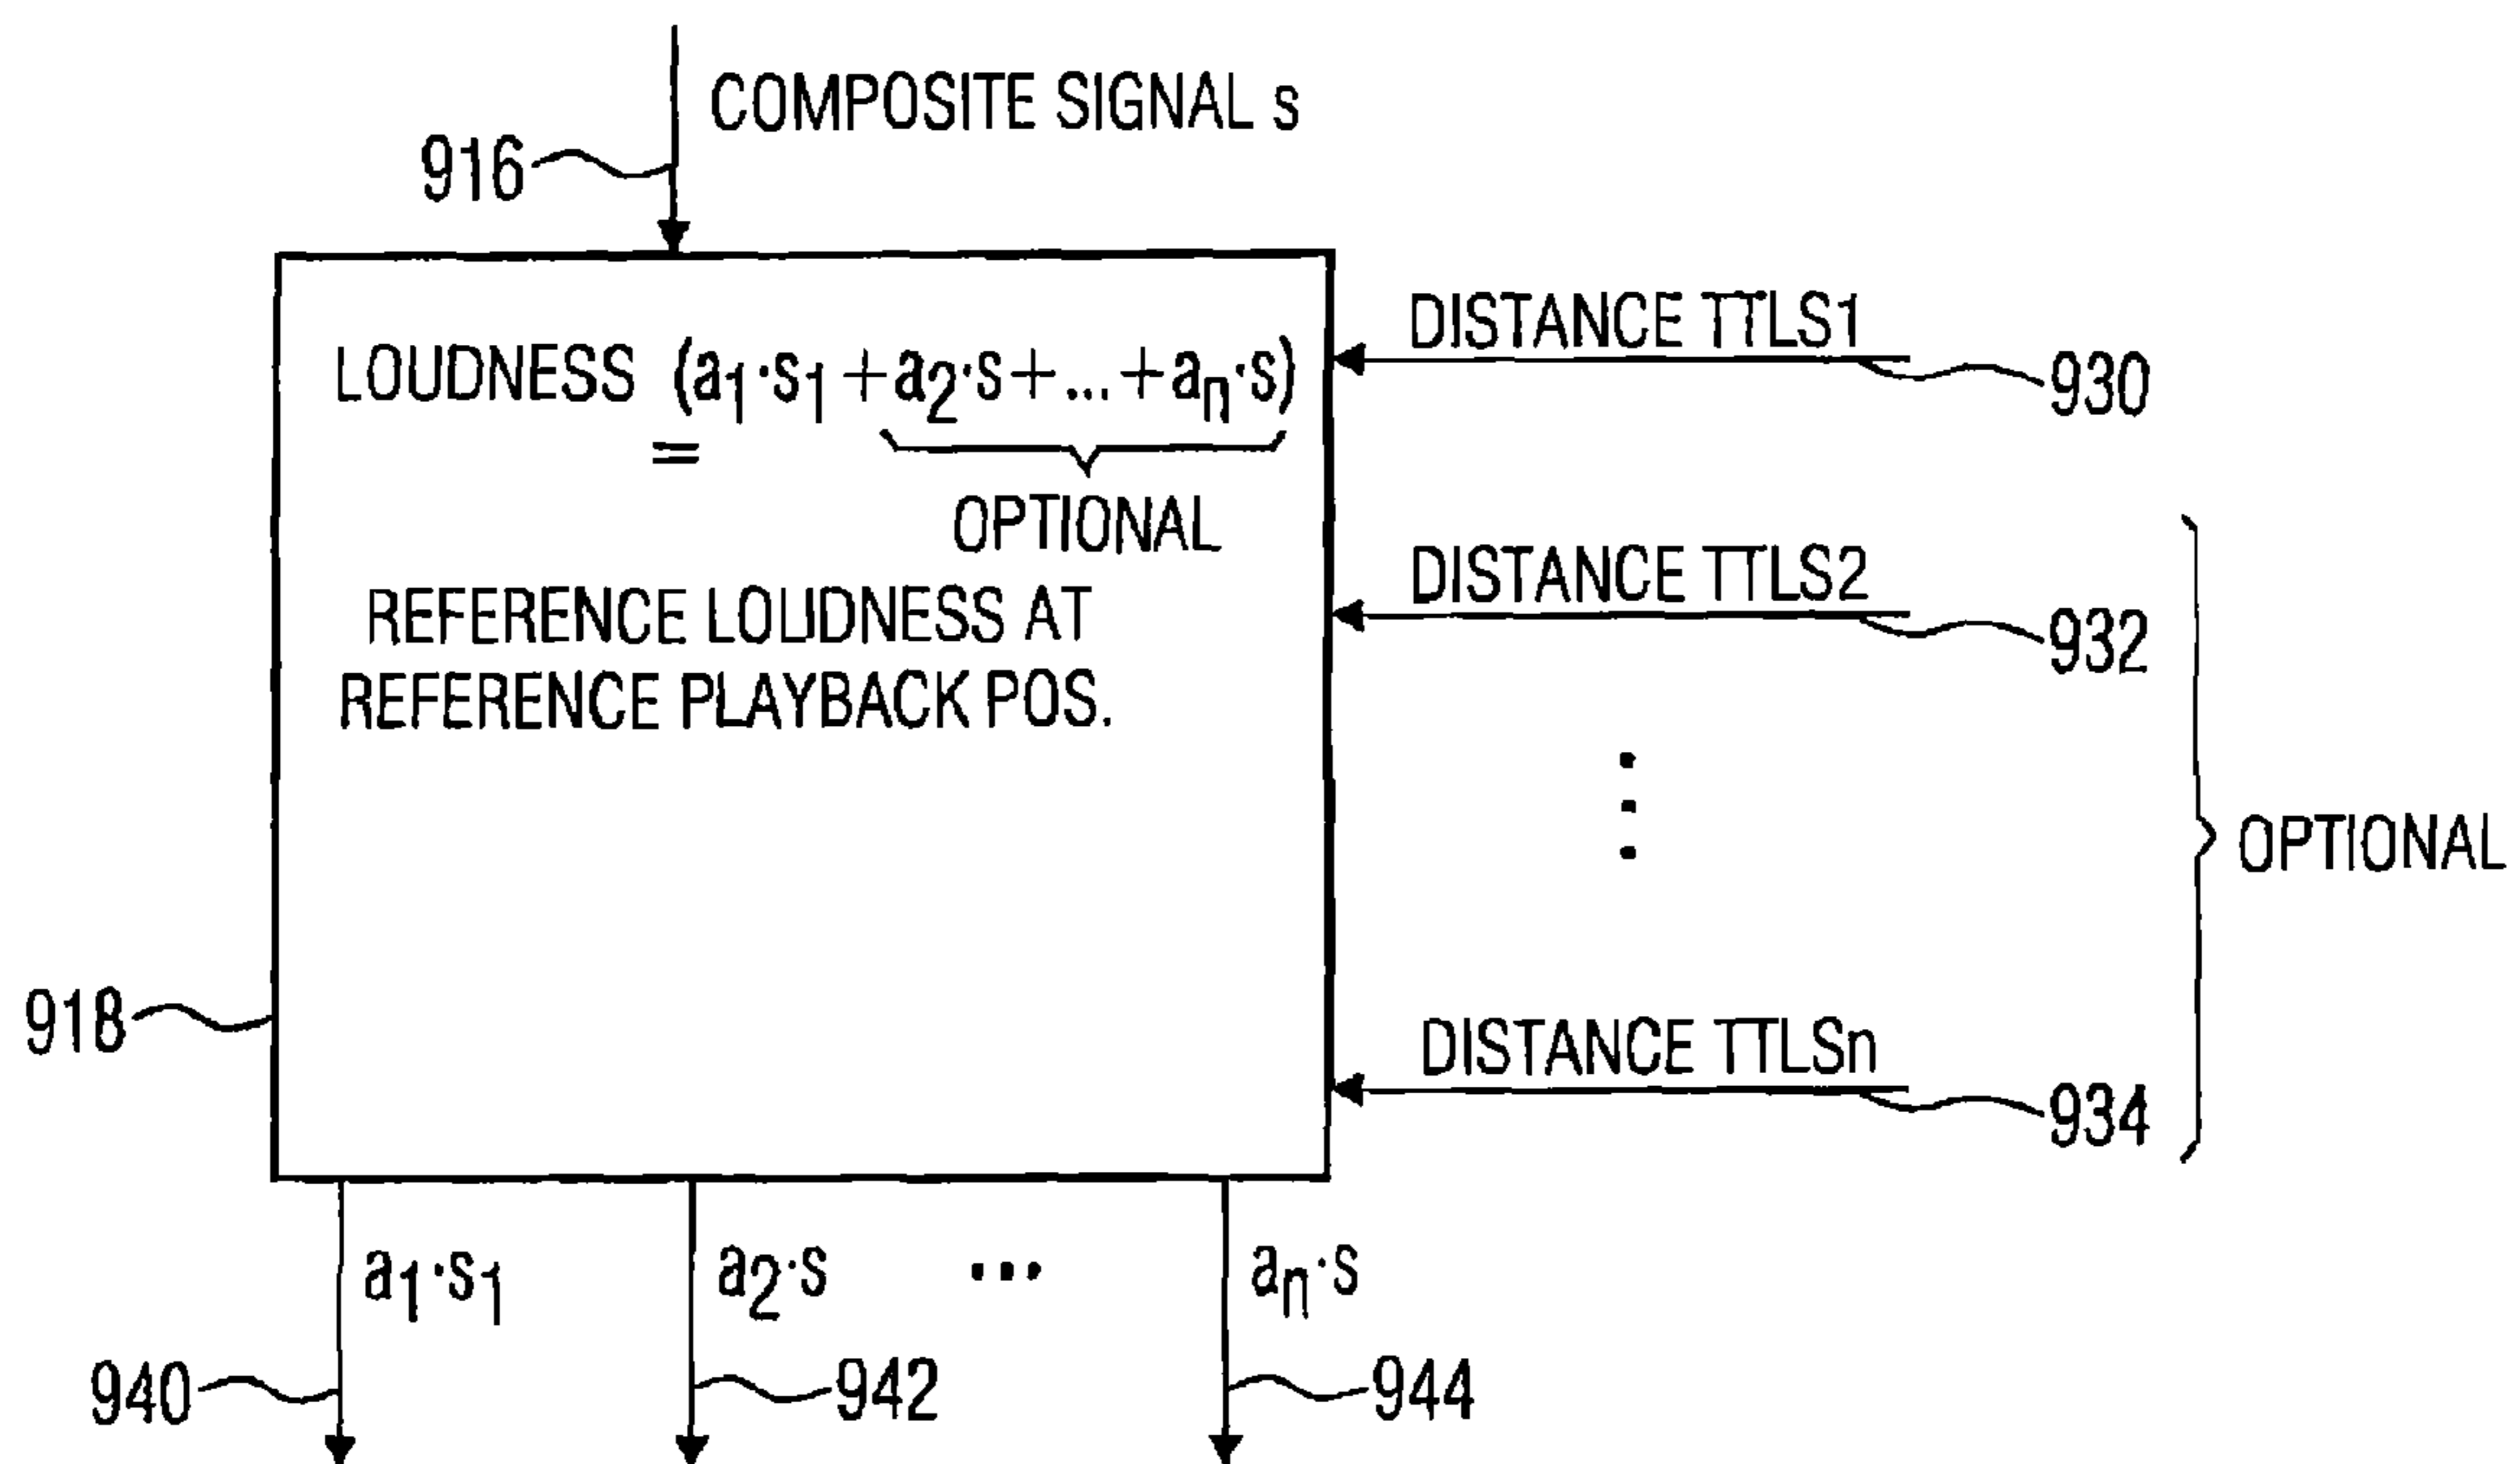 COMPOSITE SIGNAL s
916
LOUDNESS (a₁·s₁+a₂·s+...+aₙ·s)
=
OPTIONAL
REFERENCE LOUDNESS AT
REFERENCE PLAYBACK POS.
918
DISTANCE TTLS1
930
DISTANCE TTLS2
932
DISTANCE TTLSn
934
OPTIONAL
a₁·s₁
a₂·s
...
aₙ·s
940
942
944